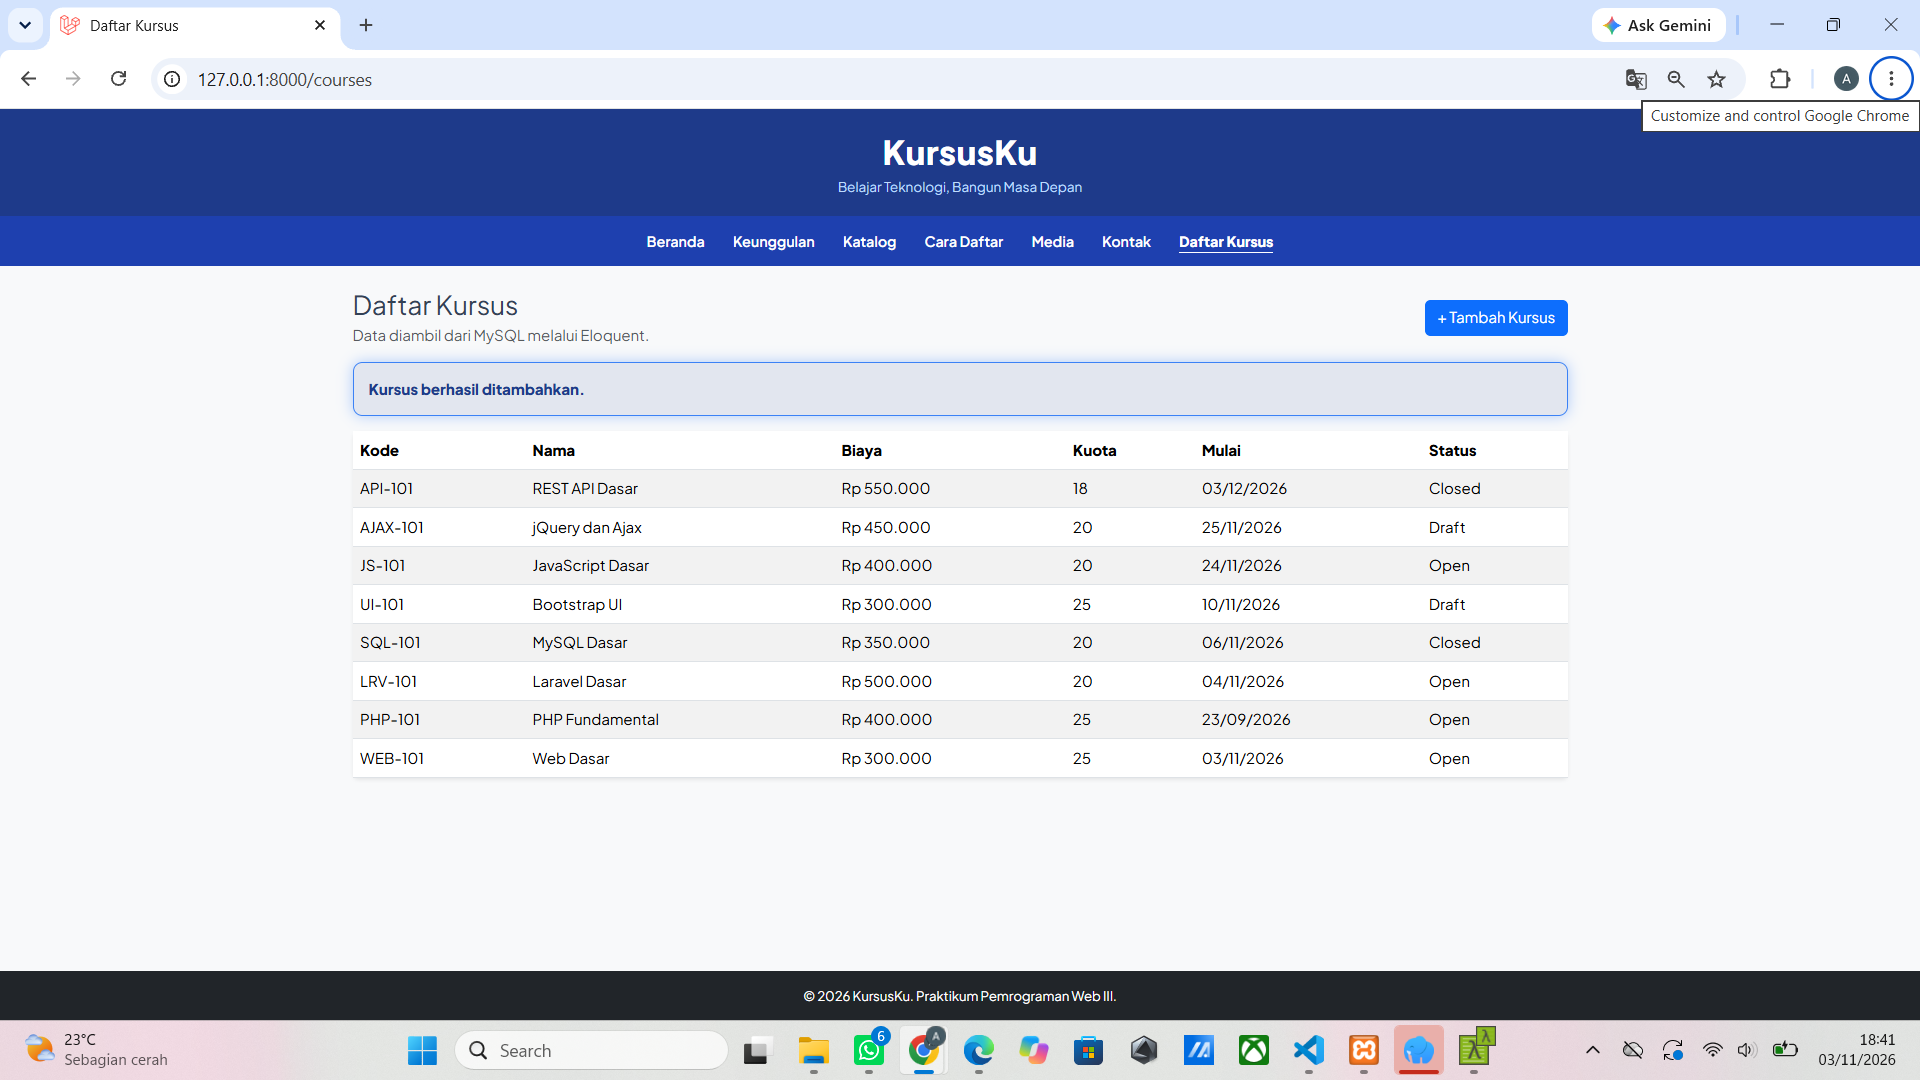 Daftar Kursus
Ask Gemini
127.0.0.1:8000/courses
A
Customize and control Google Chrome
KursusKu
Belajar Teknologi, Bangun Masa Depan
Beranda Keunggulan Katalog Cara Daftar Media Kontak Daftar Kursus
Daftar Kursus
+ Tambah Kursus
Data diambil dari MySQL melalui Eloquent.
Kursus berhasil ditambahkan.
Kode Nama Biaya Kuota Mulai Status
API-101 REST API Dasar Rp 550.000 18 03/12/2026 Closed
AJAX-101 jQuery dan Ajax Rp 450.000 20 25/11/2026 Draft
JS-101 JavaScript Dasar Rp 400.000 20 24/11/2026 Open
UI-101 Bootstrap UI Rp 300.000 25 10/11/2026 Draft
SQL-101 MySQL Dasar Rp 350.000 20 06/11/2026 Closed
LRV-101 Laravel Dasar Rp 500.000 20 04/11/2026 Open
PHP-101 PHP Fundamental Rp 400.000 25 23/09/2026 Open
WEB-101 Web Dasar Rp 300.000 25 03/11/2026 Open
© 2026 KursusKu. Praktikum Pemrograman Web III.
23°C
Sebagian cerah
Search
6
A
18:41
03/11/2026